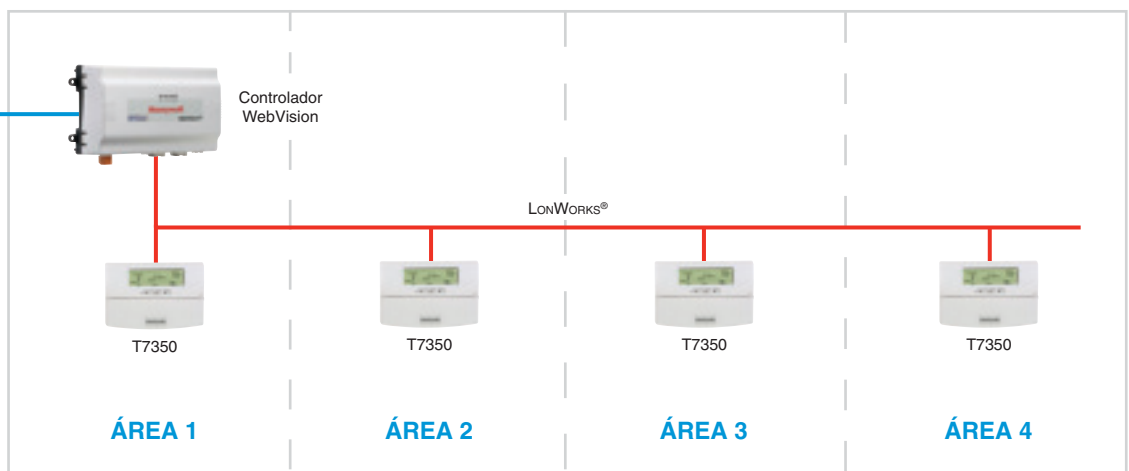 Controlador
WebVision
LONWORKS®
T7350
T7350
T7350
T7350
ÁREA 1
ÁREA 2
ÁREA 3
ÁREA 4